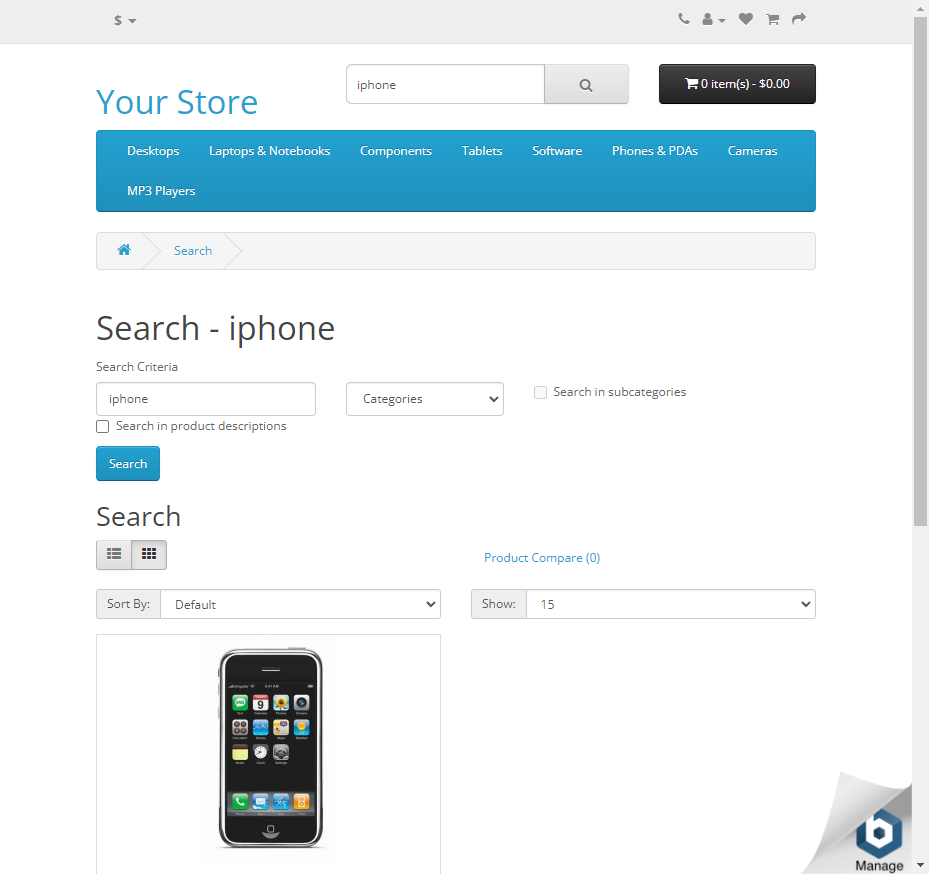 $
Your Store
iphone
0 item(s) - $0.00
Desktops
Laptops & Notebooks
Components
Tablets
Software
Phones & PDAs
Cameras
MP3 Players
Search
Search - iphone
Search Criteria
iphone
Categories
Search in subcategories
Search in product descriptions
Search
Search
Product Compare (0)
Sort By:
Default
Show:
15
9
Manage